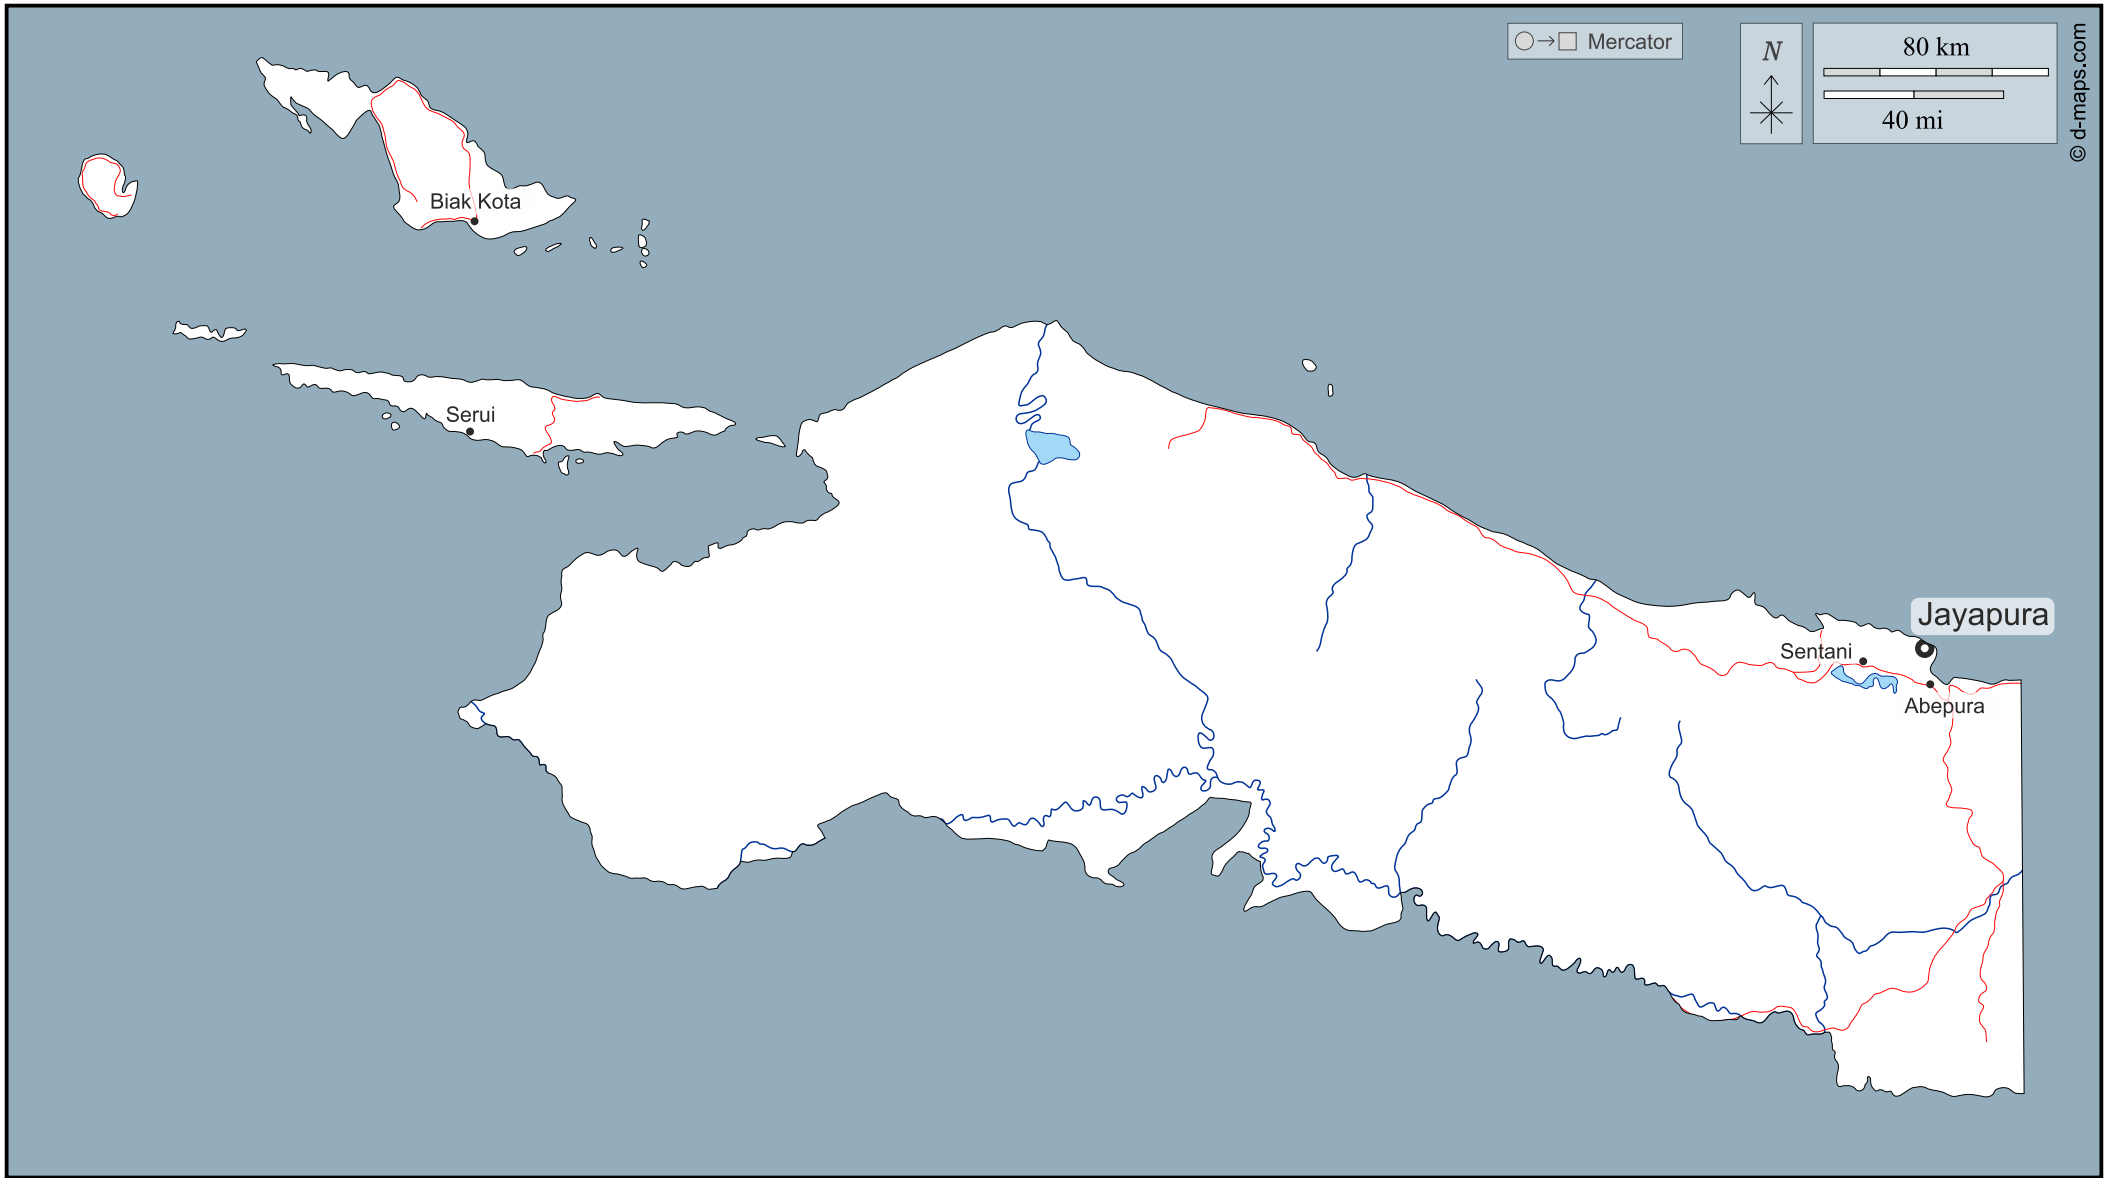 Mercator
N
80 km
40 mi
© d-maps.com
Biak Kota
Serui
Jayapura
Sentani
Abepura